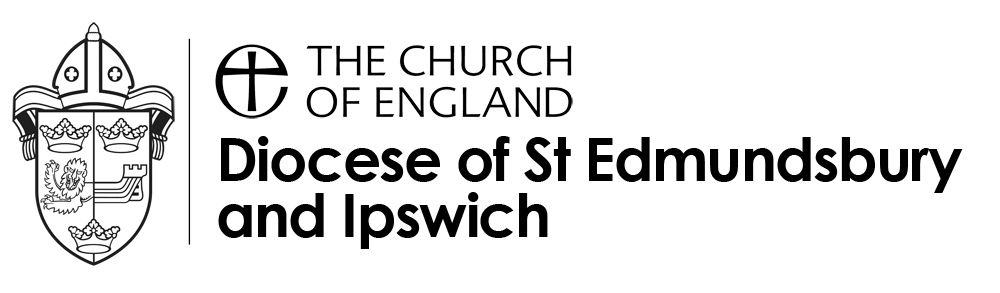 THE CHURCH
OF ENGLAND
Diocese of St Edmundsbury
and Ipswich